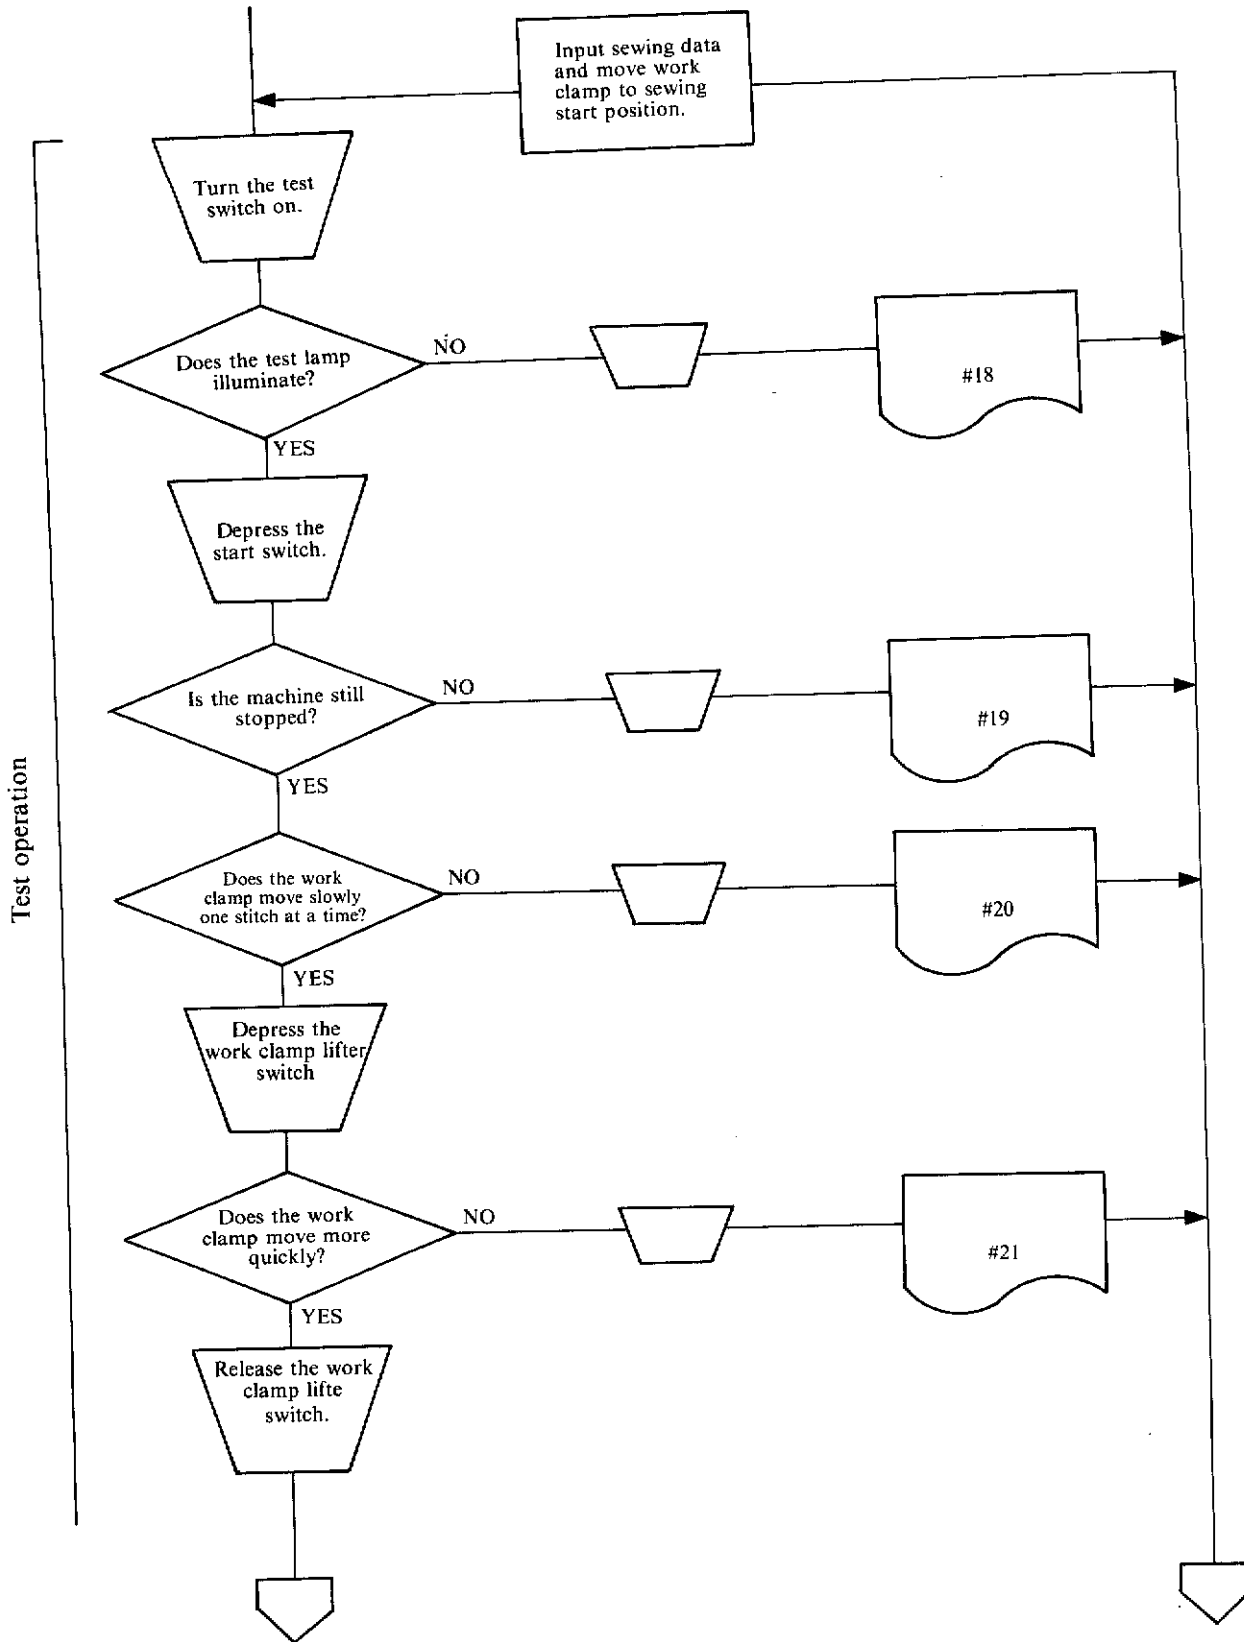 Input sewing data
and move work
clamp to sewing
start position.
Turn the test
switch on.
Does the test lamp
illuminate?
NO
#18
YES
Depress the
start switch.
Is the machine still
stopped?
NO
#19
YES
Test operation
Does the work
clamp move slowly
one stitch at a time?
NO
#20
YES
Depress the
work clamp lifter
switch
Does the work
clamp move more
quickly?
NO
#21
YES
Release the work
clamp lifte
switch.